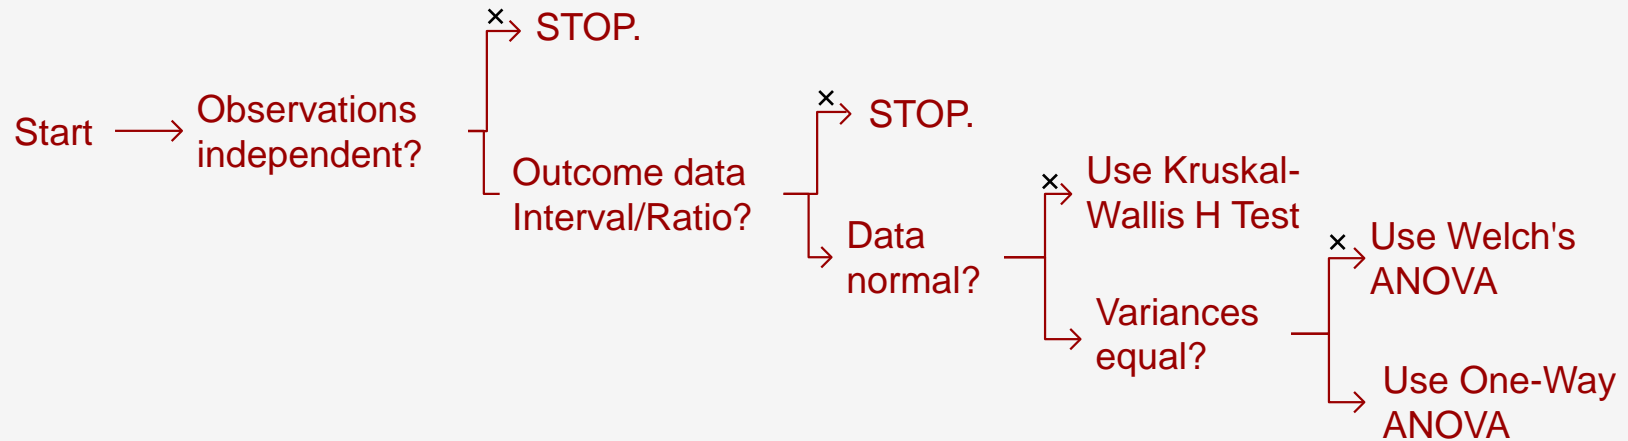 Start
Observations
independent?
STOP.
Outcome data
Interval/Ratio?
STOP.
Data
normal?
Use Kruskal-
Wallis H Test
Variances
equal?
Use Welch's
ANOVA
Use One-Way
ANOVA